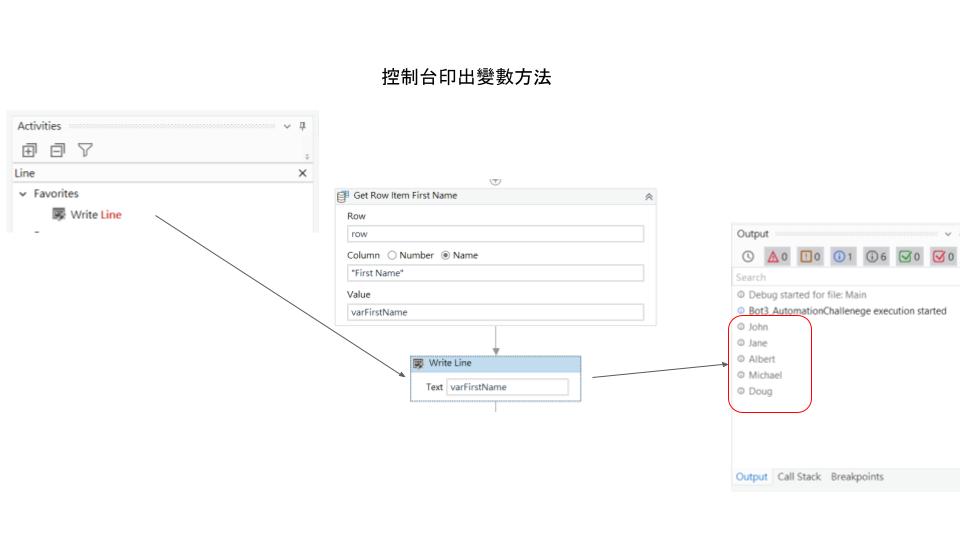 控制台印出變數方法
Activities
Line
Favorites
Write Line
Get Row Item First Name
Row
row
Column Number Name
"First Name"
Value
varFirstName
Write Line
Text varFirstName
Output
0 0 1 6 0 0
Search
Debug started for file: Main
Bot3_AutomationChallenege execution started
John
Jane
Albert
Michael
Doug
Output Call Stack Breakpoints